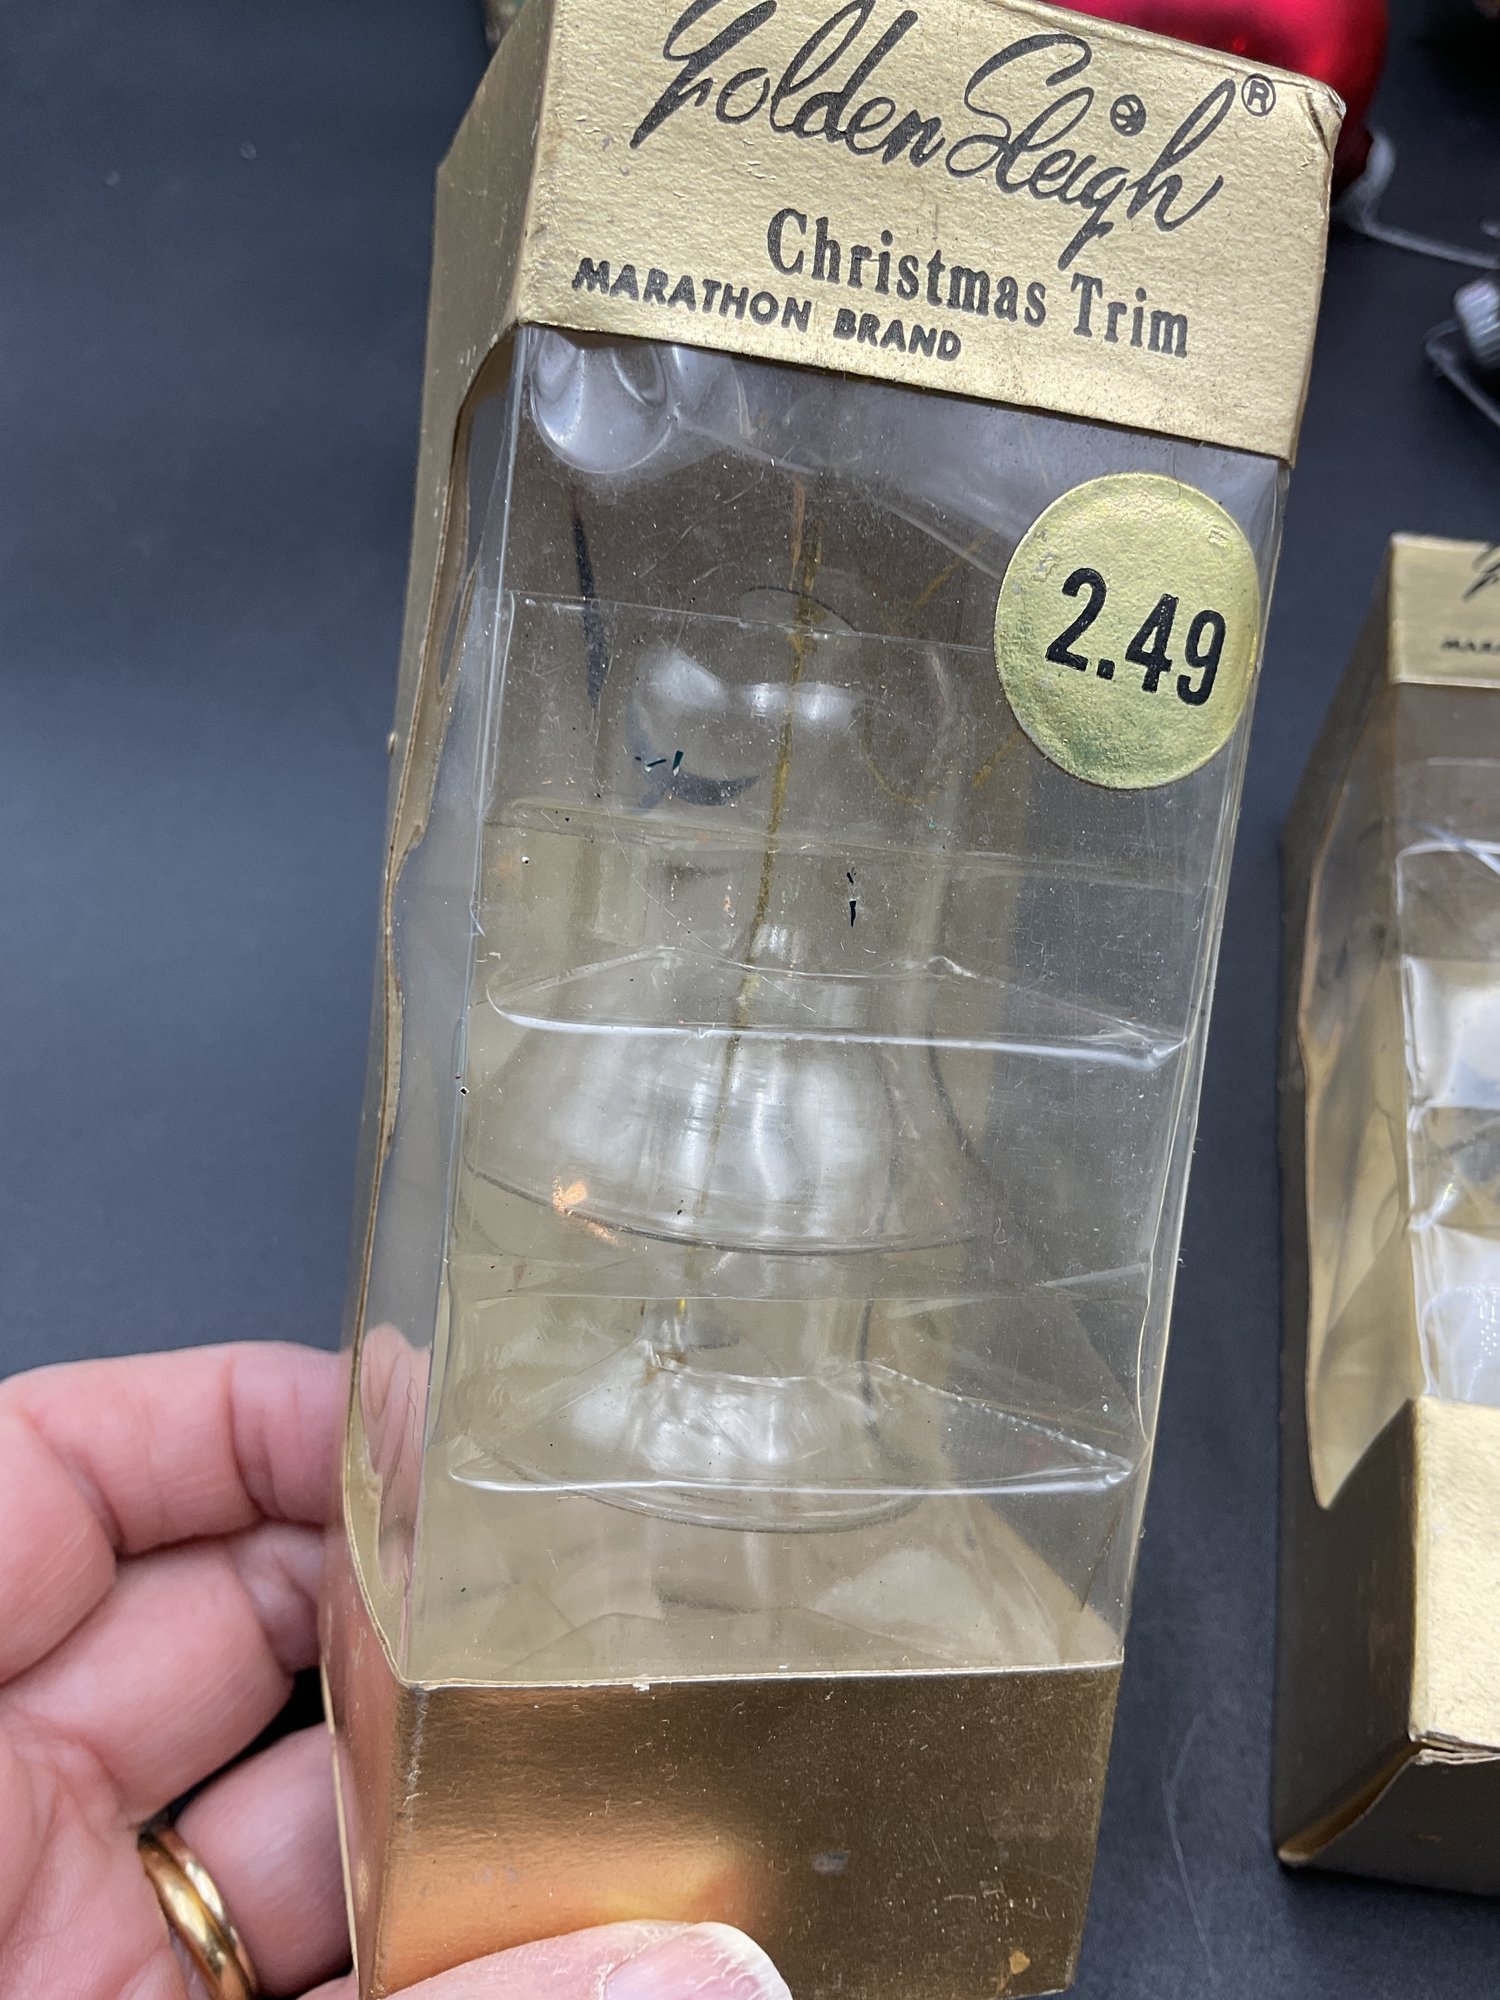 Golden Sleigh®
Christmas Trim
MARATHON BRAND
2.49